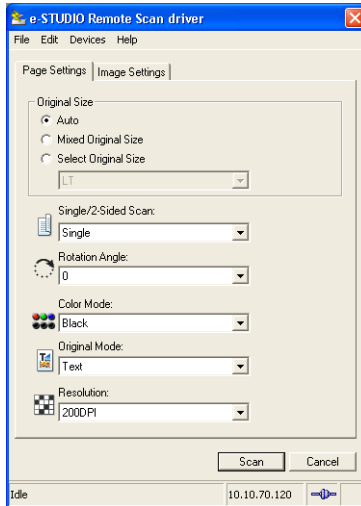 e-STUDIO Remote Scan driver
File Edit Devices Help
Page Settings Image Settings
Original Size
Auto
Mixed Original Size
Select Original Size
LT
Single/2-Sided Scan:
Single
Rotation Angle:
0
Color Mode:
Black
Original Mode:
Text
Resolution:
200DPI
Scan Cancel
Idle 10.10.70.120